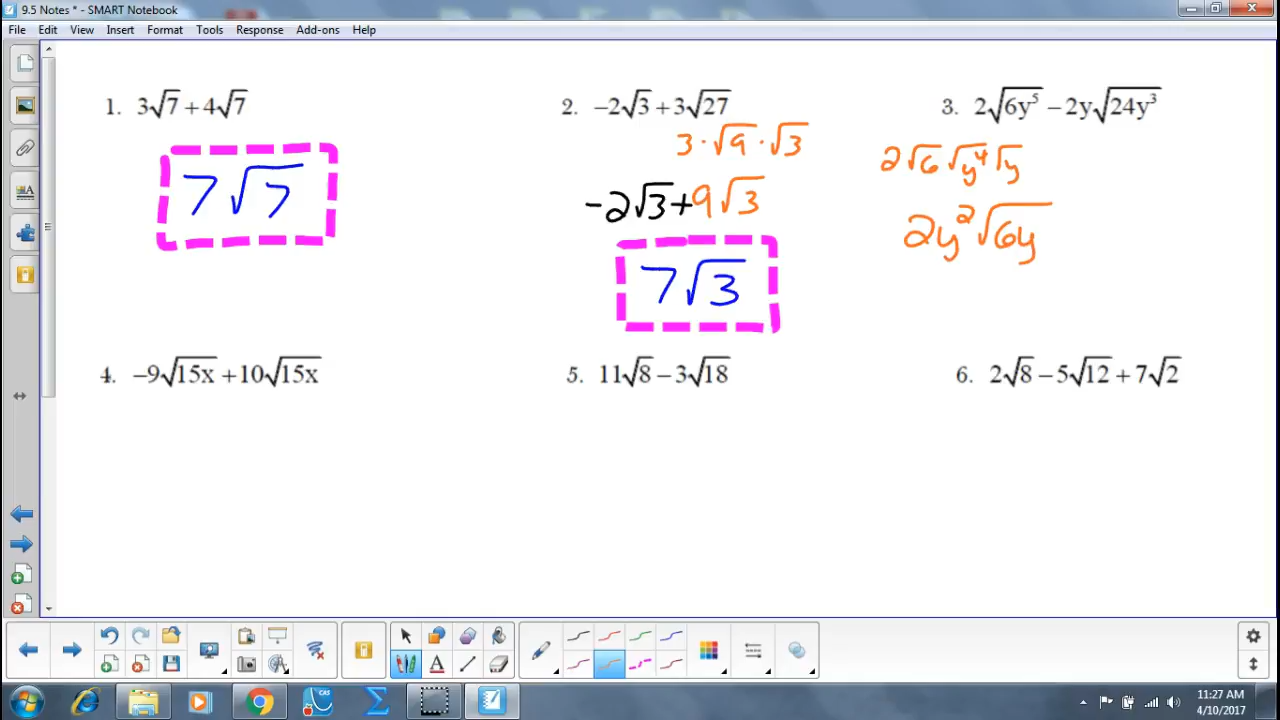 9.5 Notes * - SMART Notebook
File Edit View Insert Format Tools Response Add-ons Help
1. 3√7 + 4√7
2. −2√3 + 3√27
3. 2√6y⁵ − 2y√24y³
3 · √9 · √3
2√6 √y⁴ √y
7√7
-2√3 + 9√3
2y²√6y
7√3
4. −9√15x + 10√15x
5. 11√8 − 3√18
6. 2√8 − 5√12 + 7√2
A
CAS
11:27 AM
4/10/2017